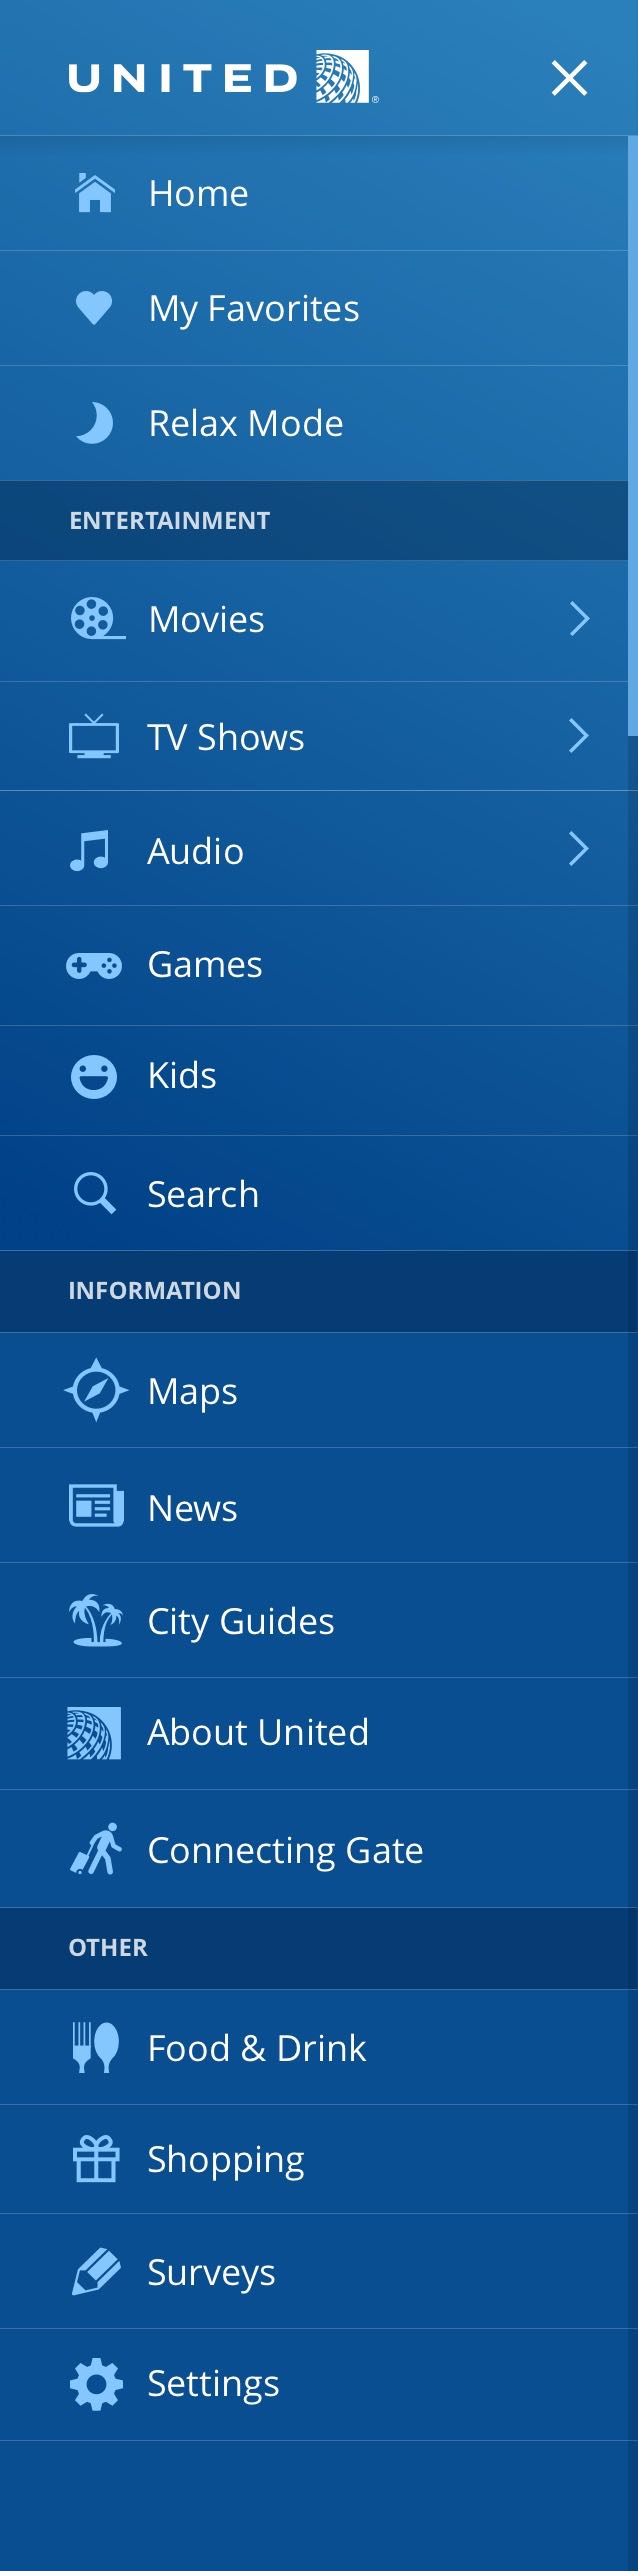 UNITED ®
Home
My Favorites
Relax Mode
ENTERTAINMENT
Movies
TV Shows
Audio
Games
Kids
Search
INFORMATION
Maps
News
City Guides
About United
Connecting Gate
OTHER
Food & Drink
Shopping
Surveys
Settings